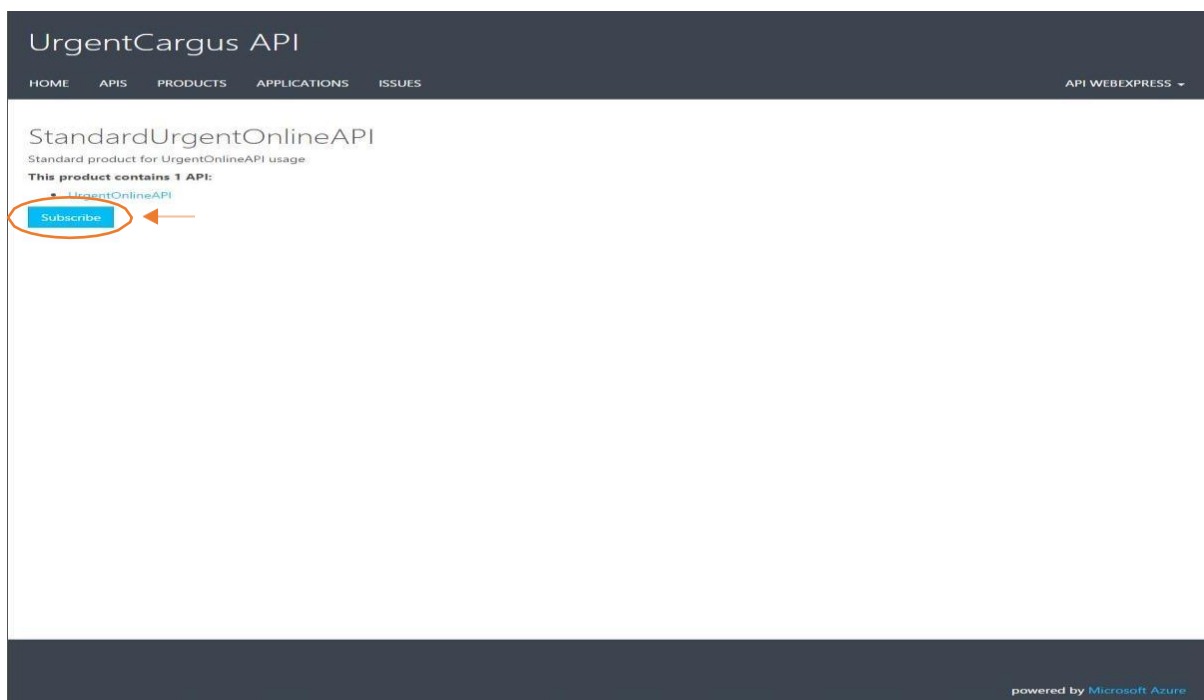 UrgentCargus API
HOME APIS PRODUCTS APPLICATIONS ISSUES API WEBEXPRESS
StandardUrgentOnlineAPI
Standard product for UrgentOnlineAPI usage
This product contains 1 API:
UrgentOnlineAPI
Subscribe
powered by Microsoft Azure